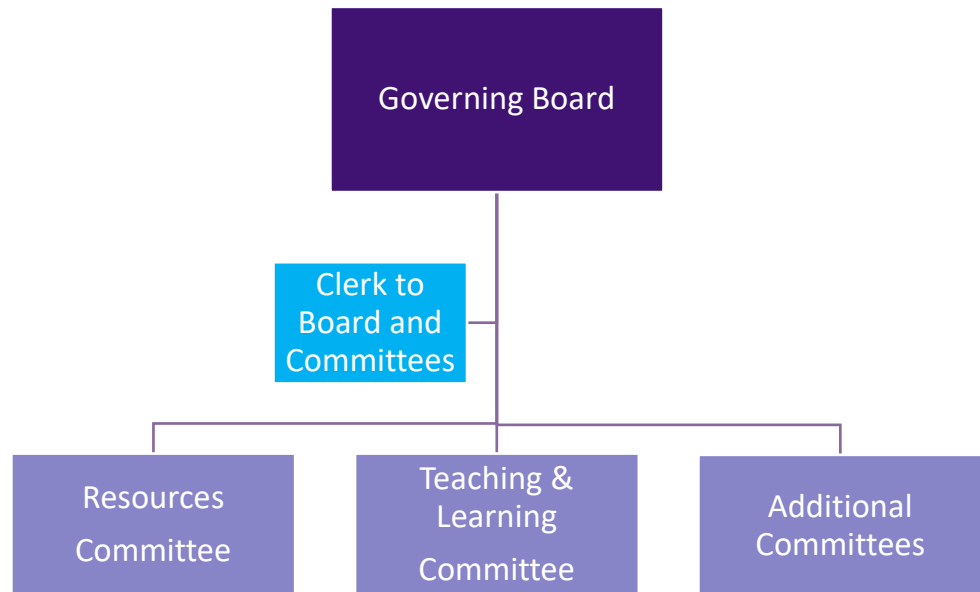 Governing Board
Clerk to
Board and
Committees
Resources
Committee
Teaching &
Learning
Committee
Additional
Committees